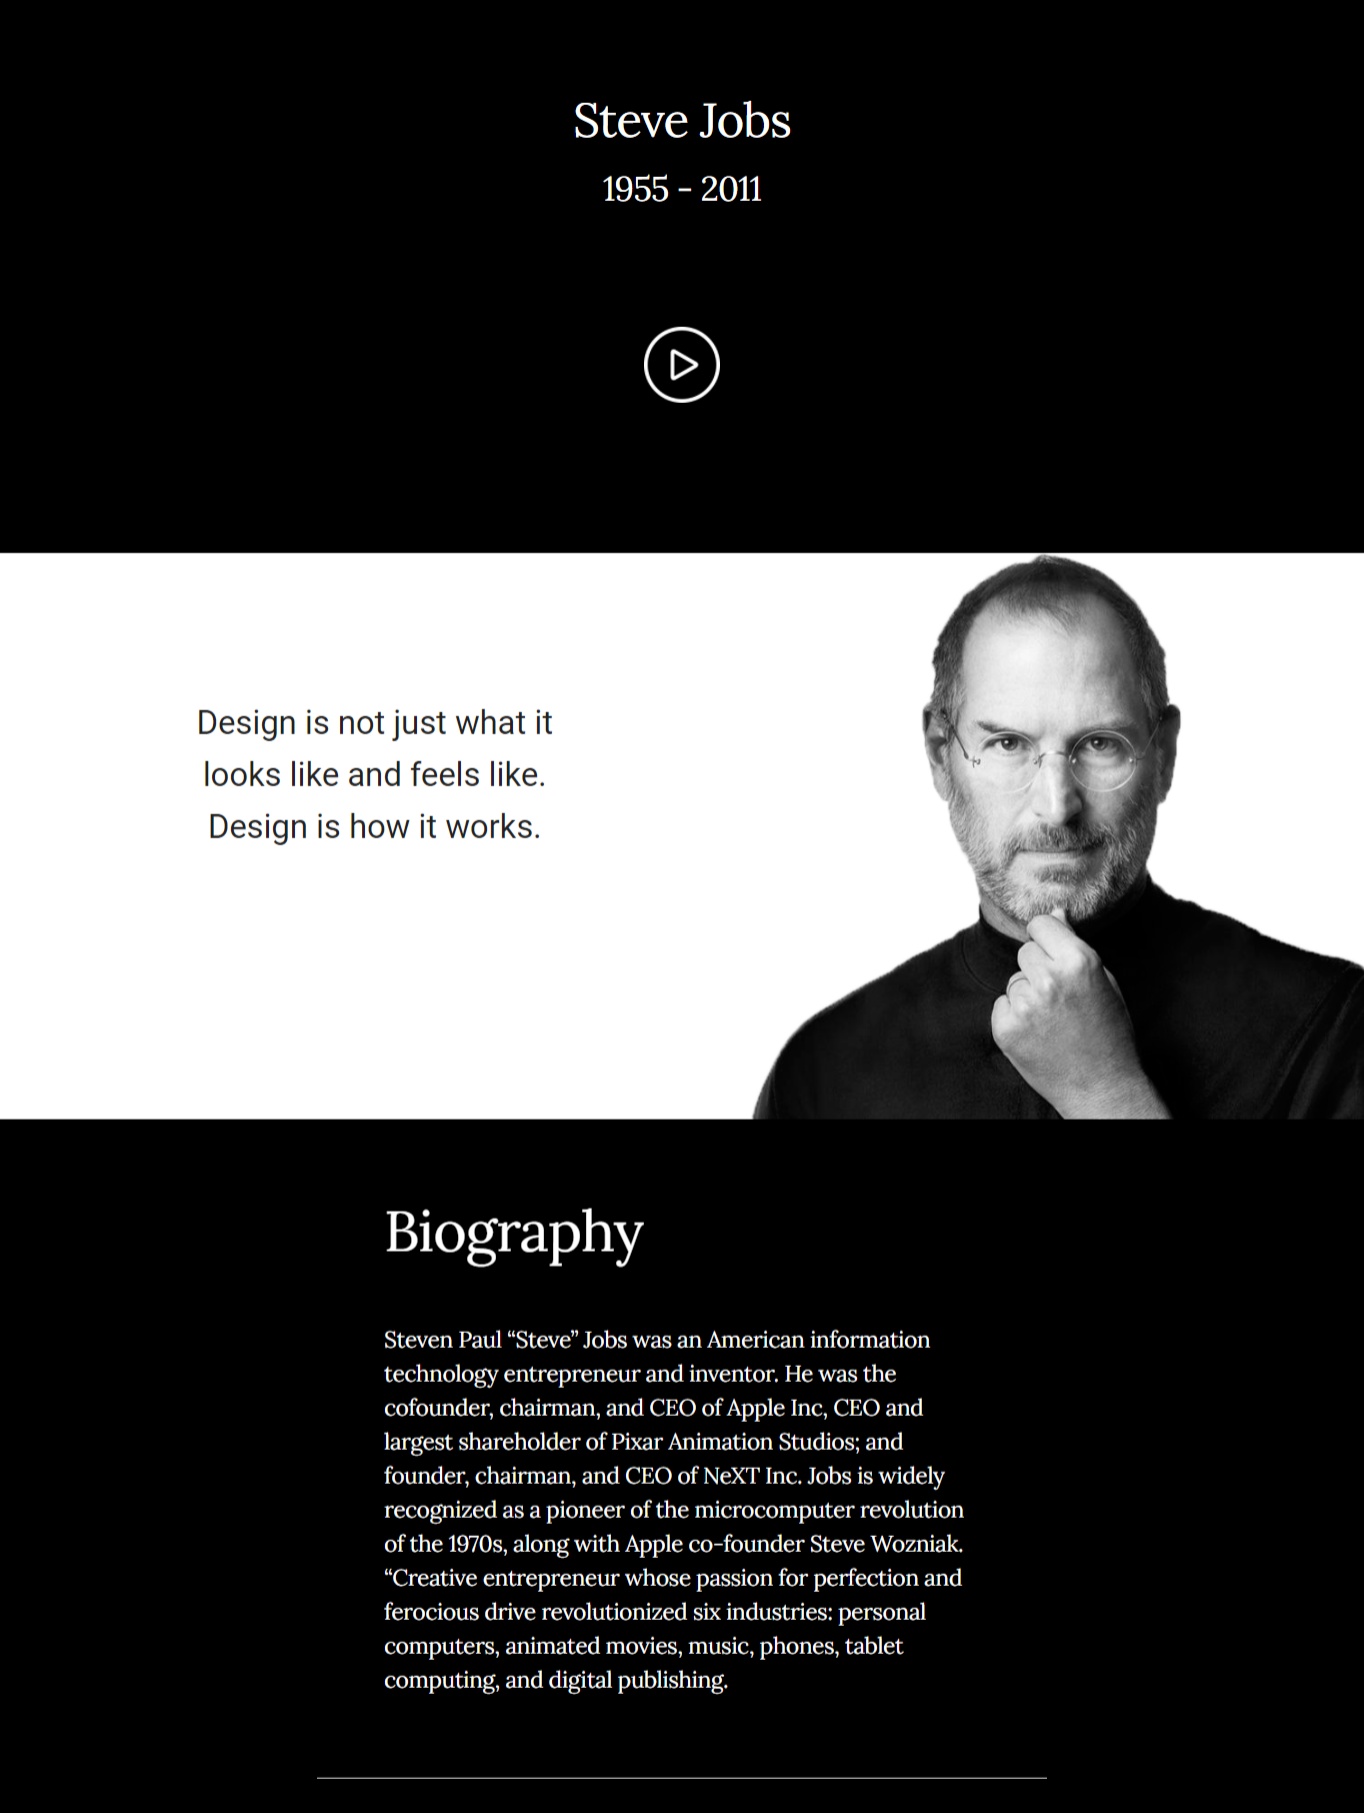 Steve Jobs
1955 – 2011
Design is not just what it
looks like and feels like.
Design is how it works.
Biography
Steven Paul “Steve” Jobs was an American information
technology entrepreneur and inventor. He was the
cofounder, chairman, and CEO of Apple Inc, CEO and
largest shareholder of Pixar Animation Studios; and
founder, chairman, and CEO of NeXT Inc. Jobs is widely
recognized as a pioneer of the microcomputer revolution
of the 1970s, along with Apple co-founder Steve Wozniak.
“Creative entrepreneur whose passion for perfection and
ferocious drive revolutionized six industries: personal
computers, animated movies, music, phones, tablet
computing, and digital publishing.